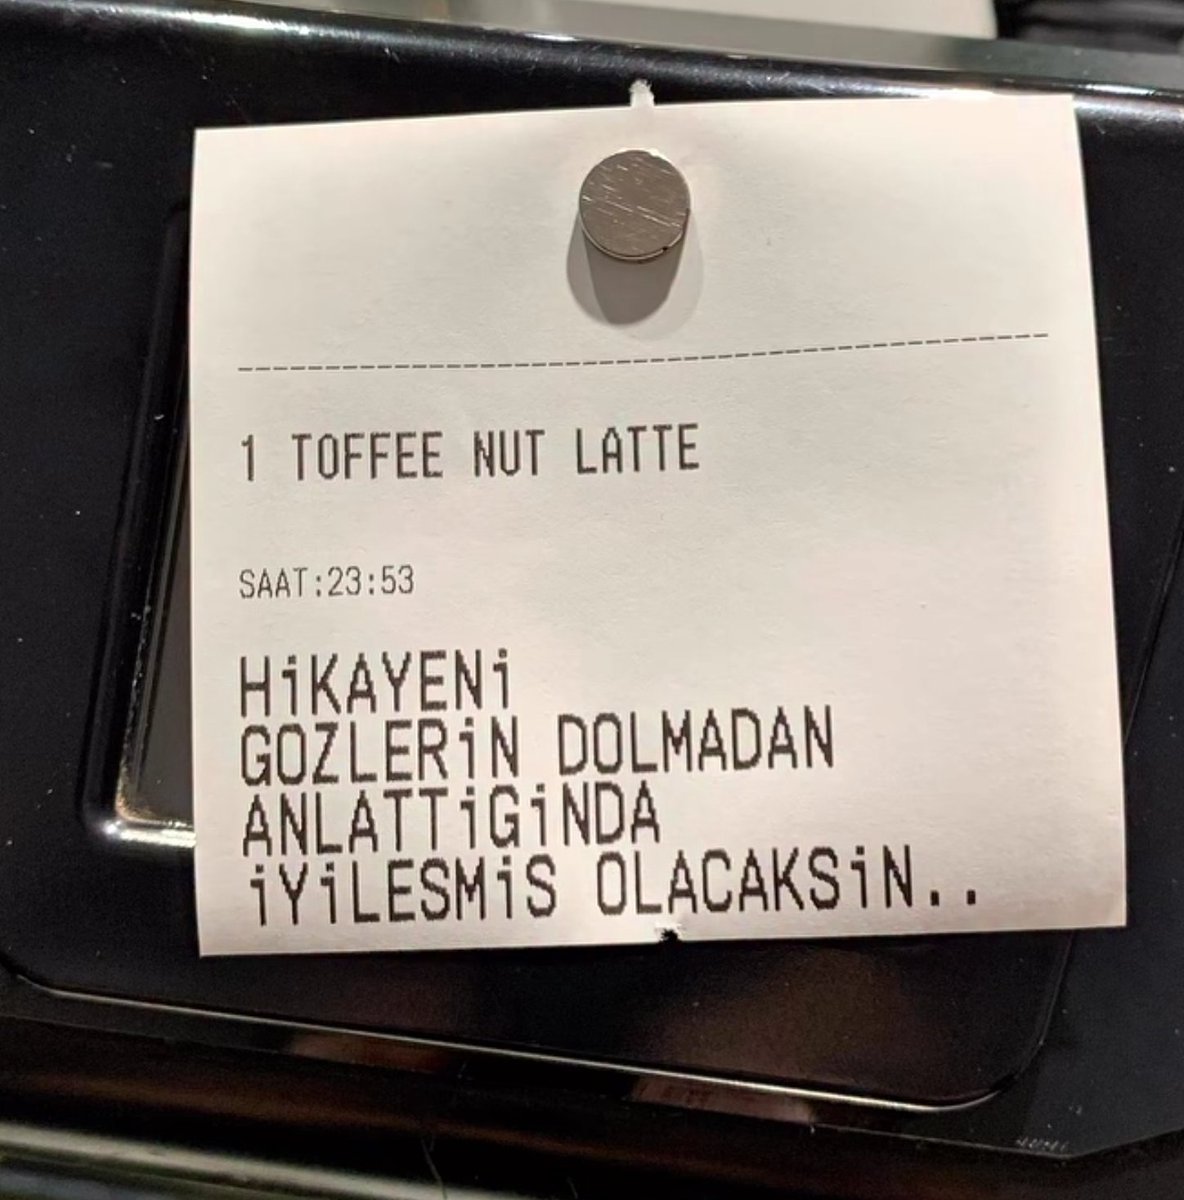 --------------------------------------------
1 TOFFEE NUT LATTE
SAAT:23:53
HiKAYENi
GOZLERiN DOLMADAN
ANLATTiGiNDA
iYiLESMiS OLACAKSiN..